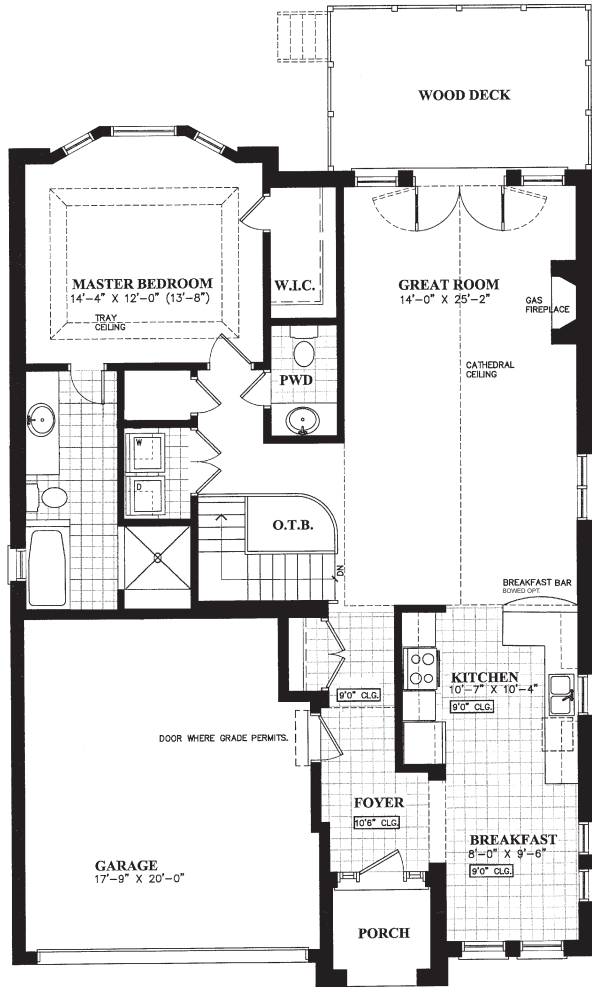 WOOD DECK
MASTER BEDROOM
14'-4" X 12'-0" (13'-8")
TRAY
CEILING
W.I.C.
GREAT ROOM
14'-0" X 25'-2"
GAS
FIREPLACE
CATHEDRAL
CEILING
PWD
W
D
O.T.B.
DN
BREAKFAST BAR
BOWED OPT.
KITCHEN
10'-7" X 10'-4"
9'0" CLG.
9'0" CLG.
DOOR WHERE GRADE PERMITS.
FOYER
10'6" CLG.
BREAKFAST
8'-0" X 9'-6"
9'0" CLG.
GARAGE
17'-9" X 20'-0"
PORCH